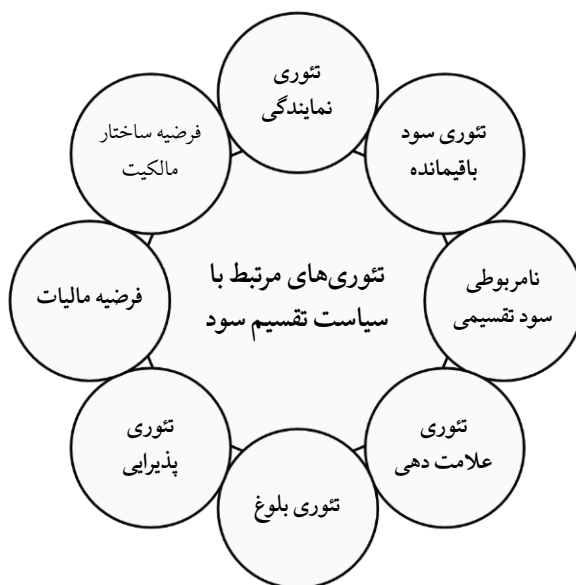 تئوری
نمایندگی
تئوری سود
باقیمانده
نامربوطی
سود تقسیمی
تئوری
علامت دهی
تئوری بلوغ
تئوری
پذیرایی
فرضیه مالیات
فرضیه ساختار
مالکیت
تئوری‌های مرتبط با
سیاست تقسیم سود